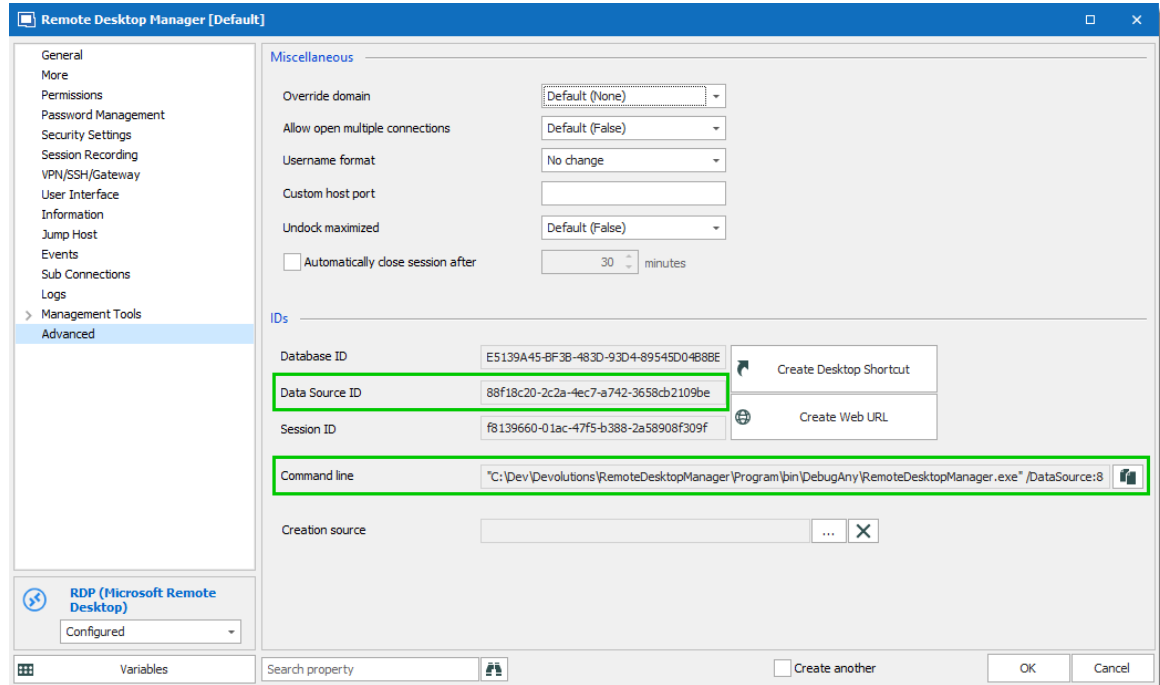 Remote Desktop Manager [Default]
General
More
Permissions
Password Management
Security Settings
Session Recording
VPN/SSH/Gateway
User Interface
Information
Jump Host
Events
Sub Connections
Logs
Management Tools
Advanced
RDP (Microsoft Remote
Desktop)
Configured
Variables
Miscellaneous
Override domain Default (None)
Allow open multiple connections Default (False)
Username format No change
Custom host port
Undock maximized Default (False)
Automatically close session after 30 minutes
IDs
Database ID E5139A45-BF3B-483D-93D4-89545D04B8BE
Create Desktop Shortcut
Data Source ID 88f18c20-2c2a-4ec7-a742-3658cb2109be
Create Web URL
Session ID f8139660-01ac-47f5-b388-2a58908f309f
Command line "C:\Dev\Devolutions\RemoteDesktopManager\Program\bin\DebugAny\RemoteDesktopManager.exe" /DataSource:8
Creation source ...
Search property
Create another OK Cancel